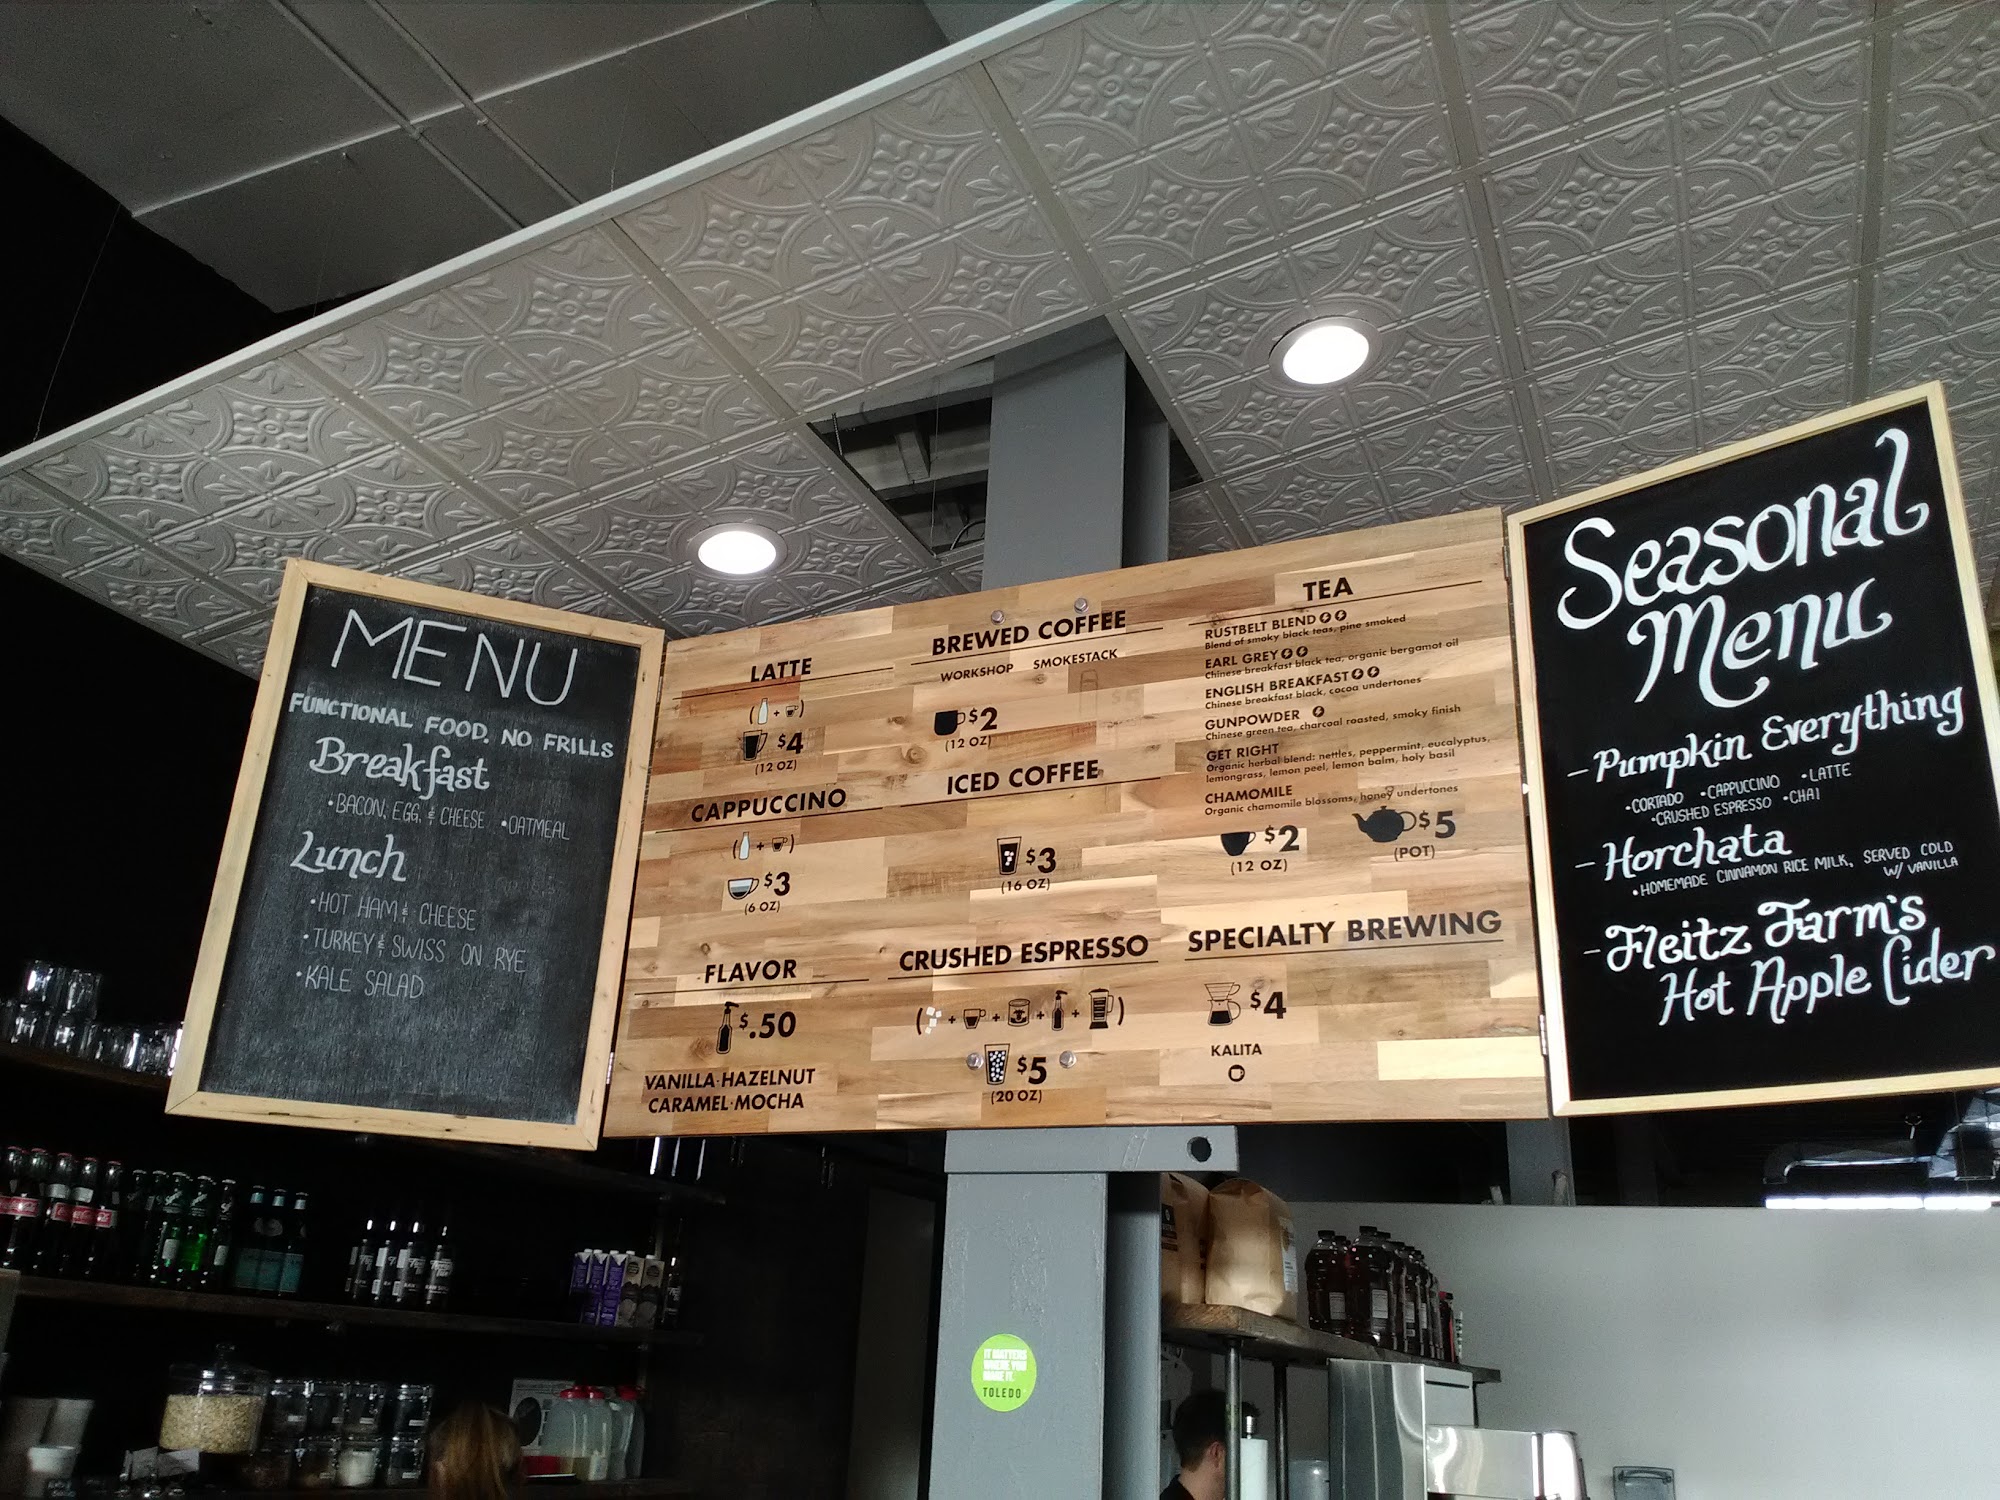 MENU
FUNCTIONAL FOOD. NO FRILLS
Breakfast
•BACON, EGG, & CHEESE •OATMEAL
Lunch
•HOT HAM & CHEESE
•TURKEY & SWISS ON RYE
•KALE SALAD
LATTE
( + )
$4
(12 OZ)
CAPPUCCINO
( + )
$3
(6 OZ)
FLAVOR
$.50
VANILLA·HAZELNUT
CARAMEL·MOCHA
BREWED COFFEE
WORKSHOP SMOKESTACK
$2
(12 OZ)
ICED COFFEE
$3
(16 OZ)
CRUSHED ESPRESSO
( + + + + )
$5
(20 OZ)
TEA
RUSTBELT BLEND
Blend of smoky black teas, pine smoked
EARL GREY
Chinese breakfast black tea, organic bergamot oil
ENGLISH BREAKFAST
Chinese breakfast black, cocoa undertones
GUNPOWDER
Chinese green tea, charcoal roasted, smoky finish
GET RIGHT
Organic herbal blend: nettles, peppermint, eucalyptus,
lemongrass, lemon peel, lemon balm, holy basil
CHAMOMILE
Organic chamomile blossoms, honey undertones
$2 $5
(12 OZ) (POT)
SPECIALTY BREWING
$4
KALITA
Seasonal
Menu
- Pumpkin Everything
•CORTADO •CAPPUCCINO •LATTE
•CRUSHED ESPRESSO •CHAI
- Horchata
•HOMEMADE CINNAMON RICE MILK, SERVED COLD
W/ VANILLA
- Fleitz Farm's
Hot Apple Cider
IT MATTERS
WHERE YOU
MAKE IT.
TOLEDO